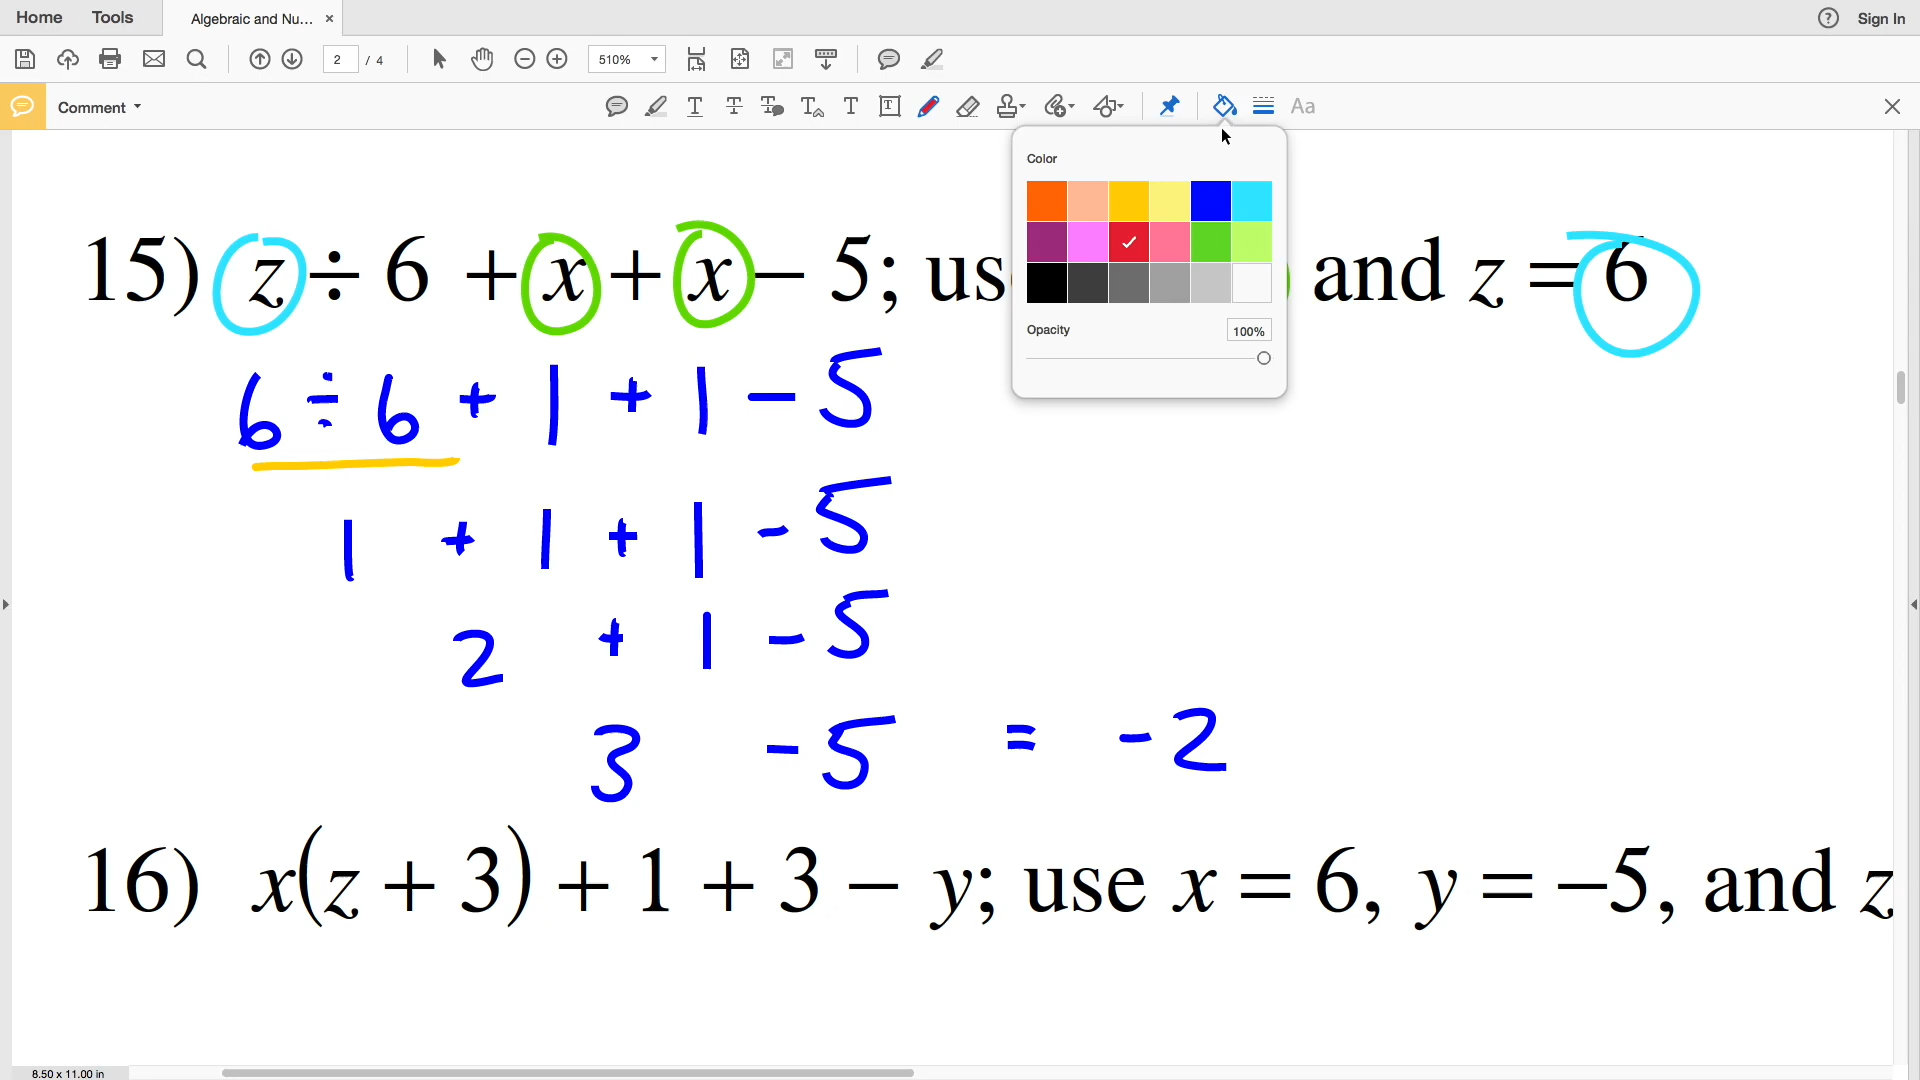 Home Tools Algebraic and Nu... × ? Sign In
2 / 4 510%
Comment T T T T T T Aa
Color
15) z ÷ 6 + x + x − 5; us and z = 6
Opacity 100%
6 ÷ 6 + 1 + 1 - 5
1 + 1 + 1 - 5
2 + 1 - 5
3 - 5 = - 2
16) x(z + 3) + 1 + 3 − y; use x = 6, y = −5, and z
8.50 x 11.00 in